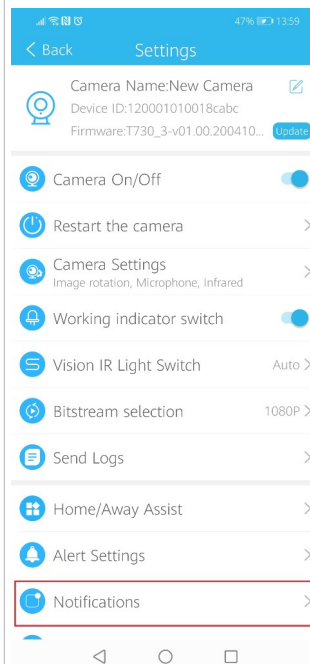 47% 13:59
Back Settings
Camera Name:New Camera
Device ID:120001010018cabc
Firmware:T730_3-v01.00.200410... Update
Camera On/Off
Restart the camera
Camera Settings
Image rotation, Microphone, Infrared
Working indicator switch
Vision IR Light Switch Auto
Bitstream selection 1080P
Send Logs
Home/Away Assist
Alert Settings
Notifications